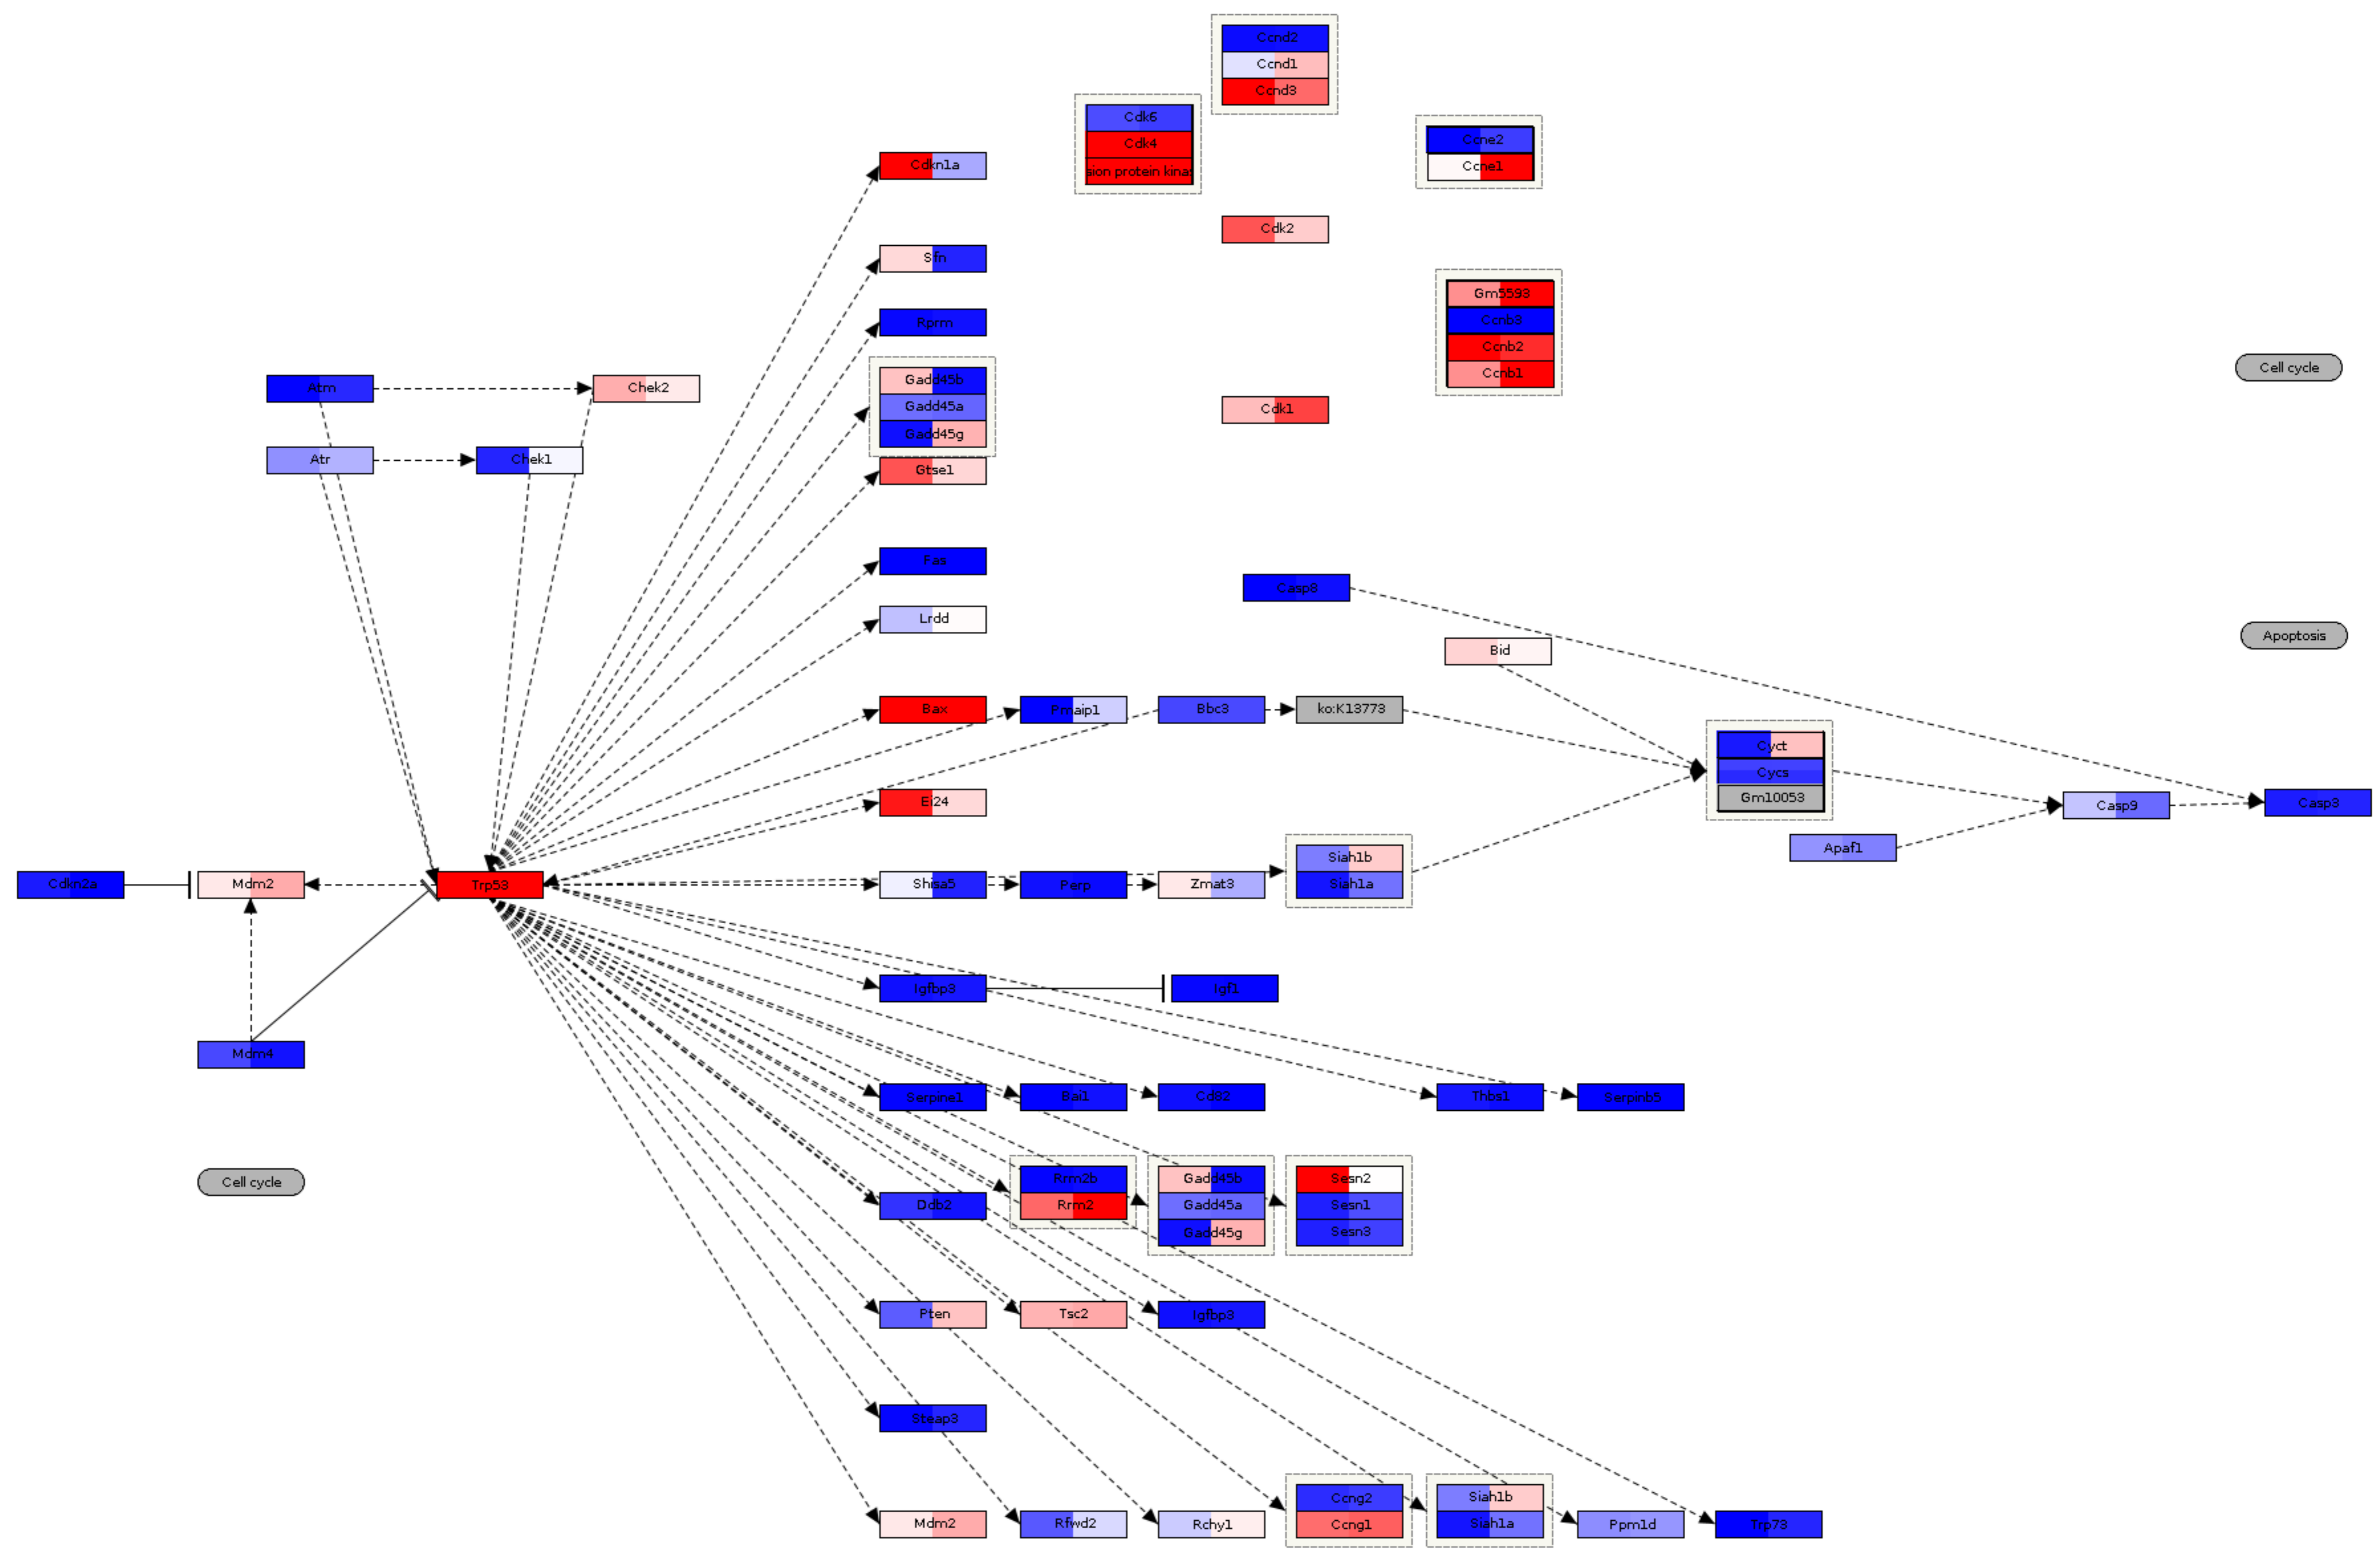 Ccnd2
Ccnd1
Ccnd3
Cdk6
Cdk4
sion protein kina
Ccne2
Ccne1
Cdkn1a
Cdk2
Sfn
Gm5593
Ccnb3
Ccnb2
Ccnb1
Rprm
Cell cycle
Atm
Chek2
Gadd45b
Gadd45a
Gadd45g
Cdk1
Atr
Chek1
Gtse1
Fas
Casp8
Lrdd
Apoptosis
Bid
Bax
Pmaip1
Bbc3
ko:K13773
Cyct
Cycs
Gm10053
Ei24
Casp9
Casp3
Apaf1
Siah1b
Siah1a
Cdkn2a
Mdm2
Trp53
Shisa5
Perp
Zmat3
Igfbp3
Igf1
Mdm4
Serpine1
Bai1
Cd82
Thbs1
Serpinb5
Cell cycle
Rrm2b
Rrm2
Gadd45b
Gadd45a
Gadd45g
Sesn2
Sesn1
Sesn3
Ddb2
Pten
Tsc2
Igfbp3
Steap3
Mdm2
Rfwd2
Rchy1
Ccng2
Ccng1
Siah1b
Siah1a
Ppm1d
Trp73